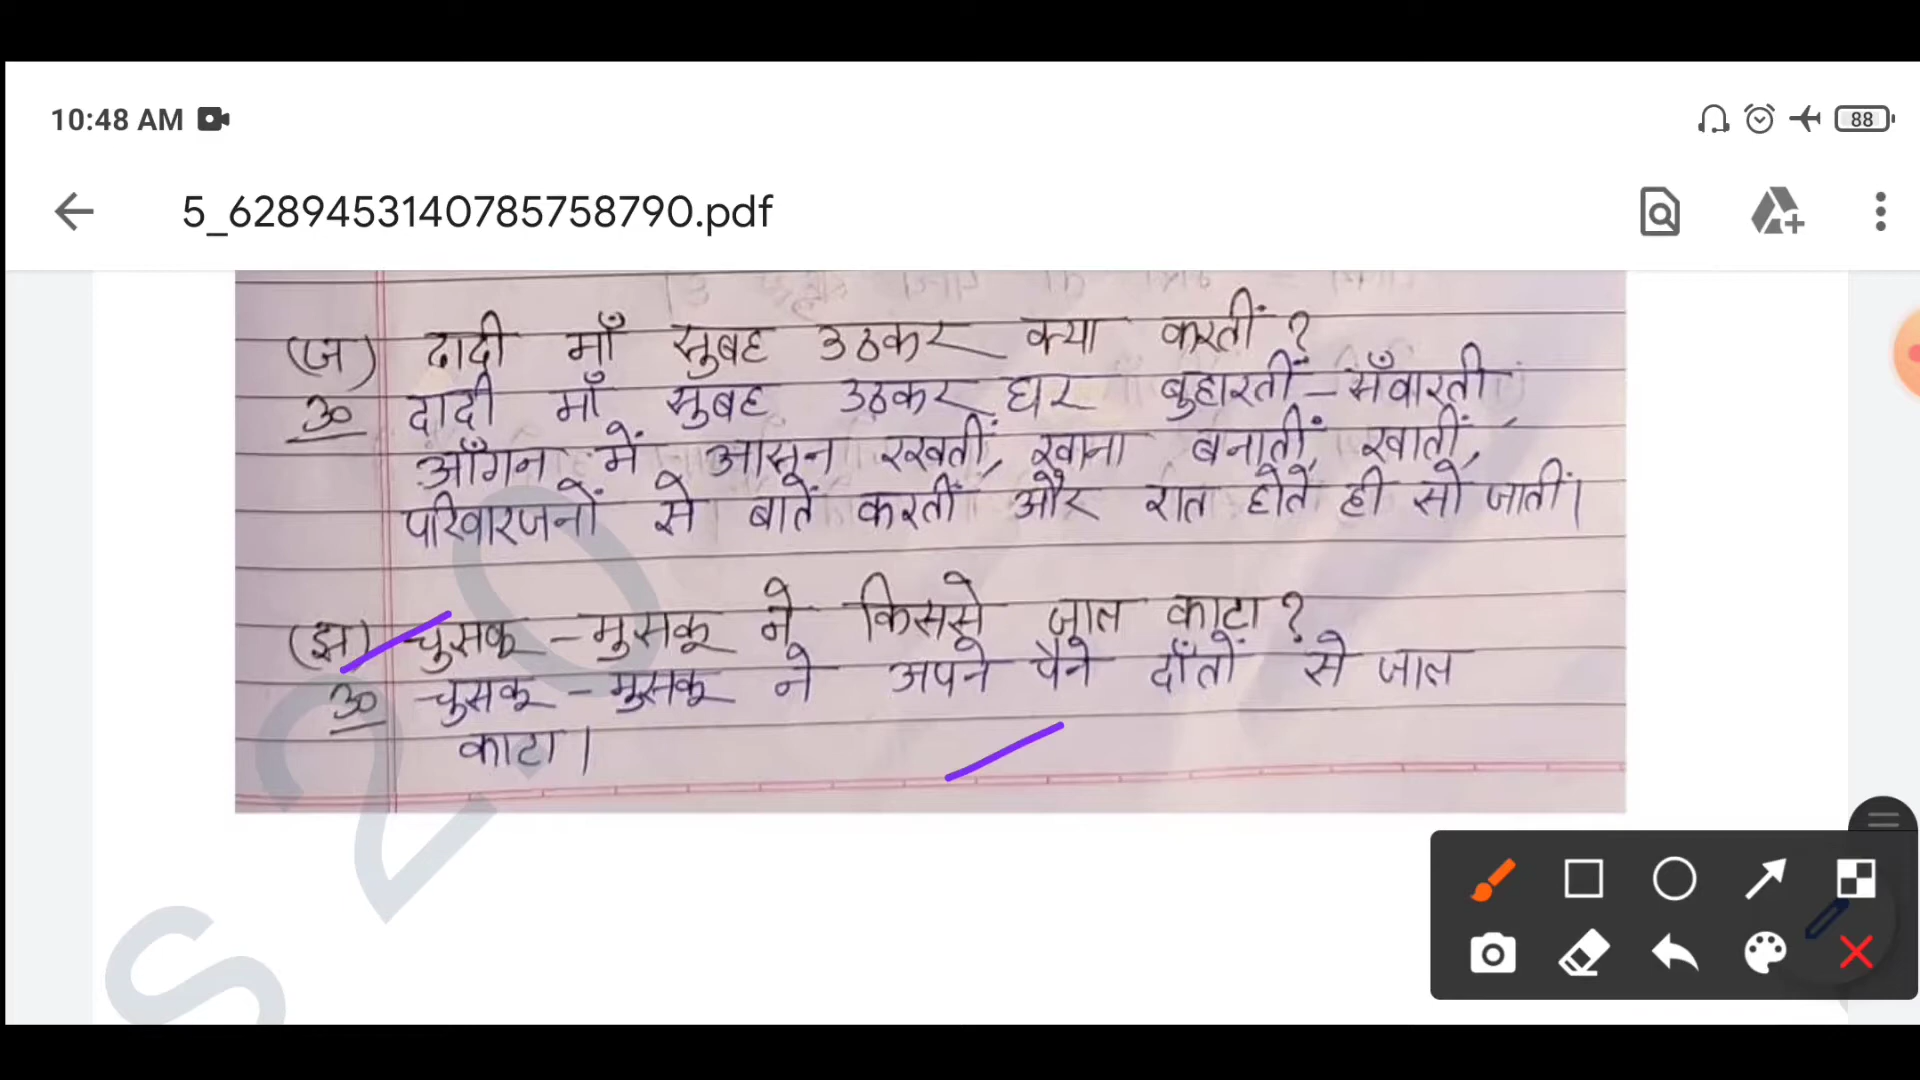 10:48 AM
88
5_6289453140785758790.pdf
(ज) दादी माँ सुबह उठकर क्या करतीं ?
उ० दादी माँ सुबह उठकर घर बुहारतीं-सँवारती,
आँगन में आसन रखतीं, खाना बनातीं, खातीं,
परिवारजनों से बातें करतीं और रात होते ही सो जातीं।
(झ) चुसकू-मुसकू ने किससे जाल काटा ?
उ० चुसकू-मुसकू ने अपने पैने दाँतों से जाल
काटा।
S 20